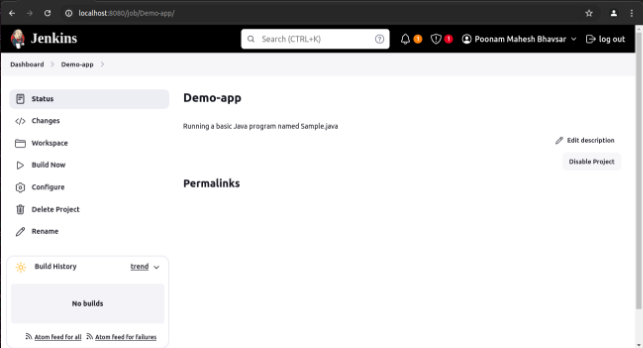 localhost:8080/job/Demo-app/
Jenkins
Search (CTRL+K)
1
1
Poonam Mahesh Bhavsar
log out
Dashboard
Demo-app
Status
Changes
Workspace
Build Now
Configure
Delete Project
Rename
Build History
trend
No builds
Atom feed for all
Atom feed for failures
Demo-app
Running a basic Java program named Sample.java
Edit description
Disable Project
Permalinks